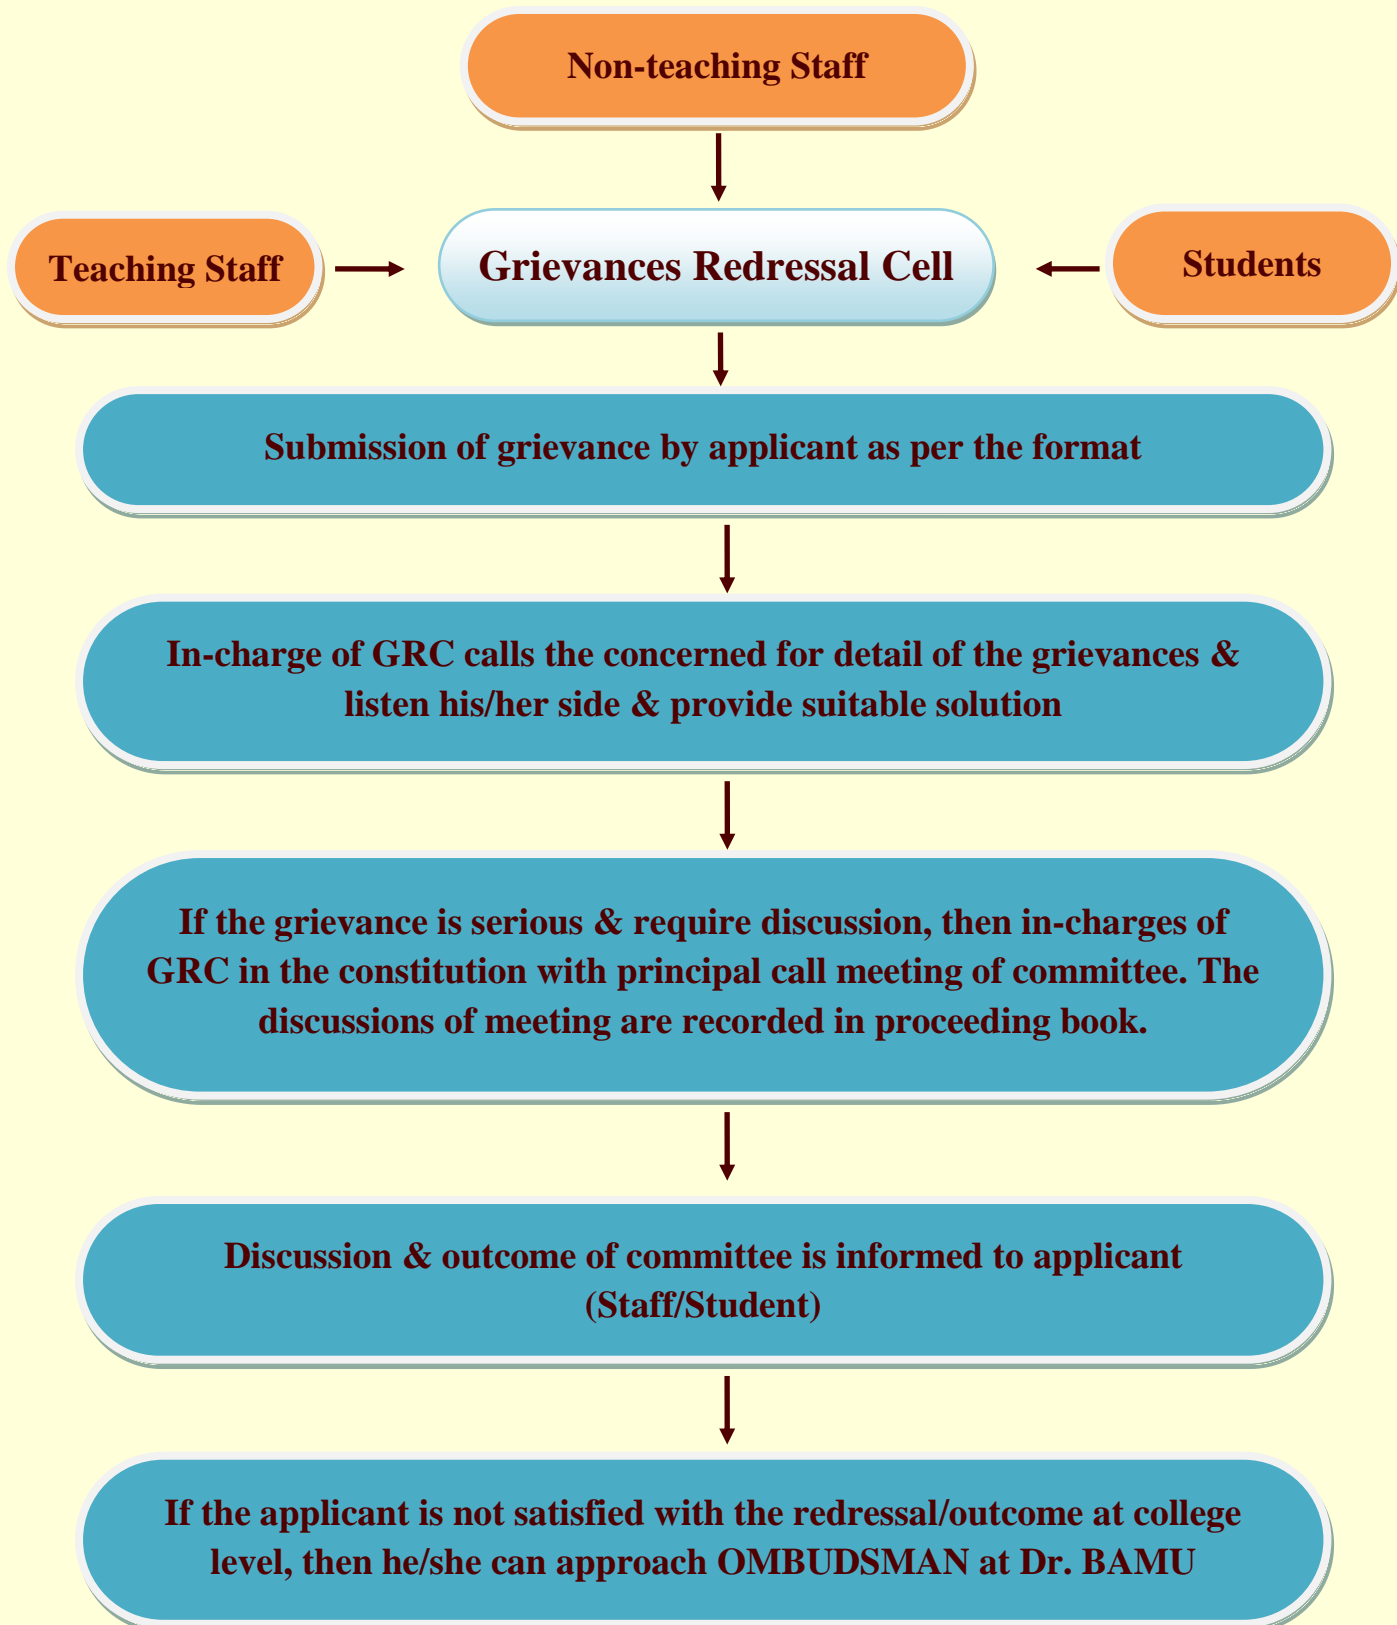 Non-teaching Staff
Teaching Staff
Grievances Redressal Cell
Students
Submission of grievance by applicant as per the format
In-charge of GRC calls the concerned for detail of the grievances &
listen his/her side & provide suitable solution
If the grievance is serious & require discussion, then in-charges of
GRC in the constitution with principal call meeting of committee. The
discussions of meeting are recorded in proceeding book.
Discussion & outcome of committee is informed to applicant
(Staff/Student)
If the applicant is not satisfied with the redressal/outcome at college
level, then he/she can approach OMBUDSMAN at Dr. BAMU